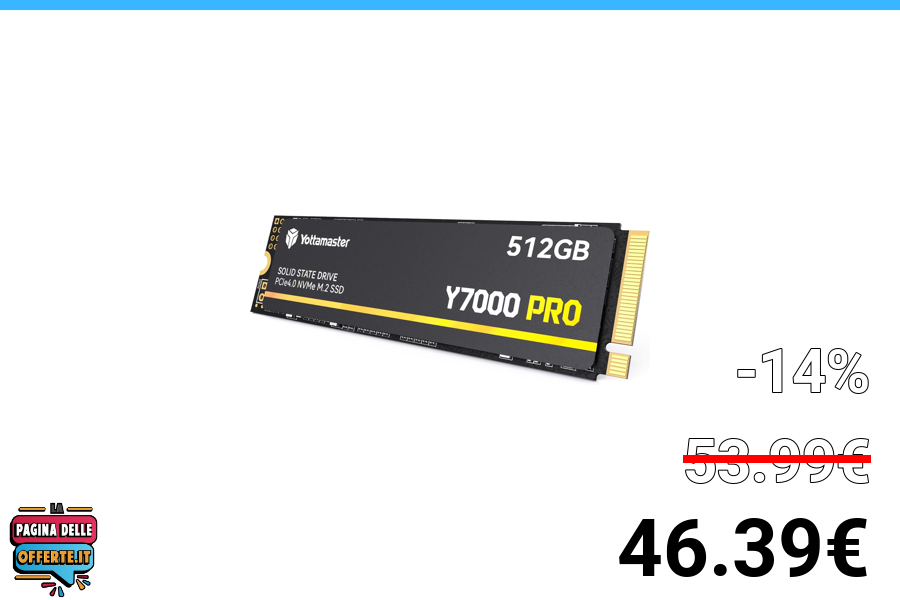 Yottamaster
512GB
SOLID STATE DRIVE
PCIe4.0 NVMe M.2 SSD
Y7000 PRO
-14%
53.99€
46.39€
LA
PAGINA DELLE
OFFERTE.IT